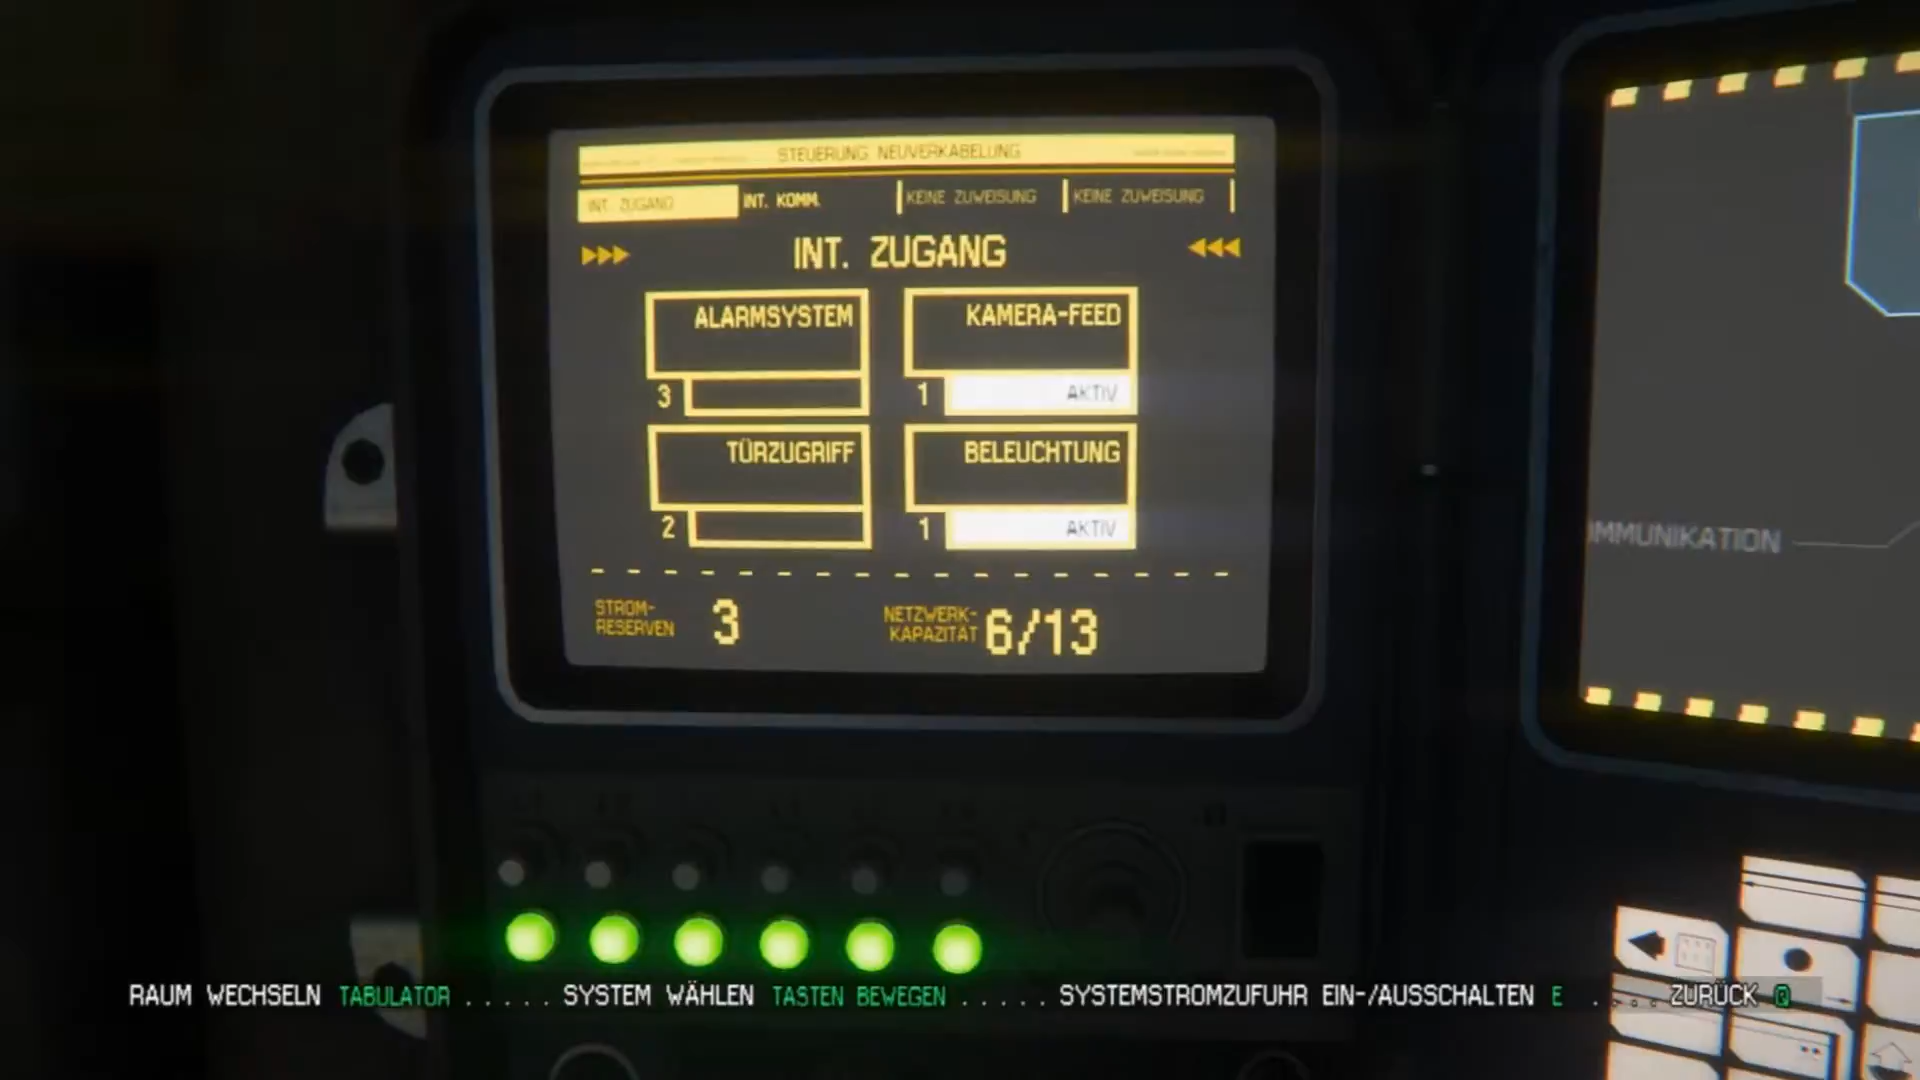 STEUERUNG NEUVERKABELUNG
INT. ZUGANG INT. KOMM. KEINE ZUWEISUNG KEINE ZUWEISUNG
INT. ZUGANG
ALARMSYSTEM KAMERA-FEED
3 1 AKTIV
TÜRZUGRIFF BELEUCHTUNG
2 1 AKTIV
STROM-
RESERVEN 3
NETZWERK-
KAPAZITÄT 6/13
OMMUNIKATION
RAUM WECHSELN TABULATOR ..... SYSTEM WÄHLEN TASTEN BEWEGEN ..... SYSTEMSTROMZUFUHR EIN-/AUSSCHALTEN E .... ZURÜCK Q